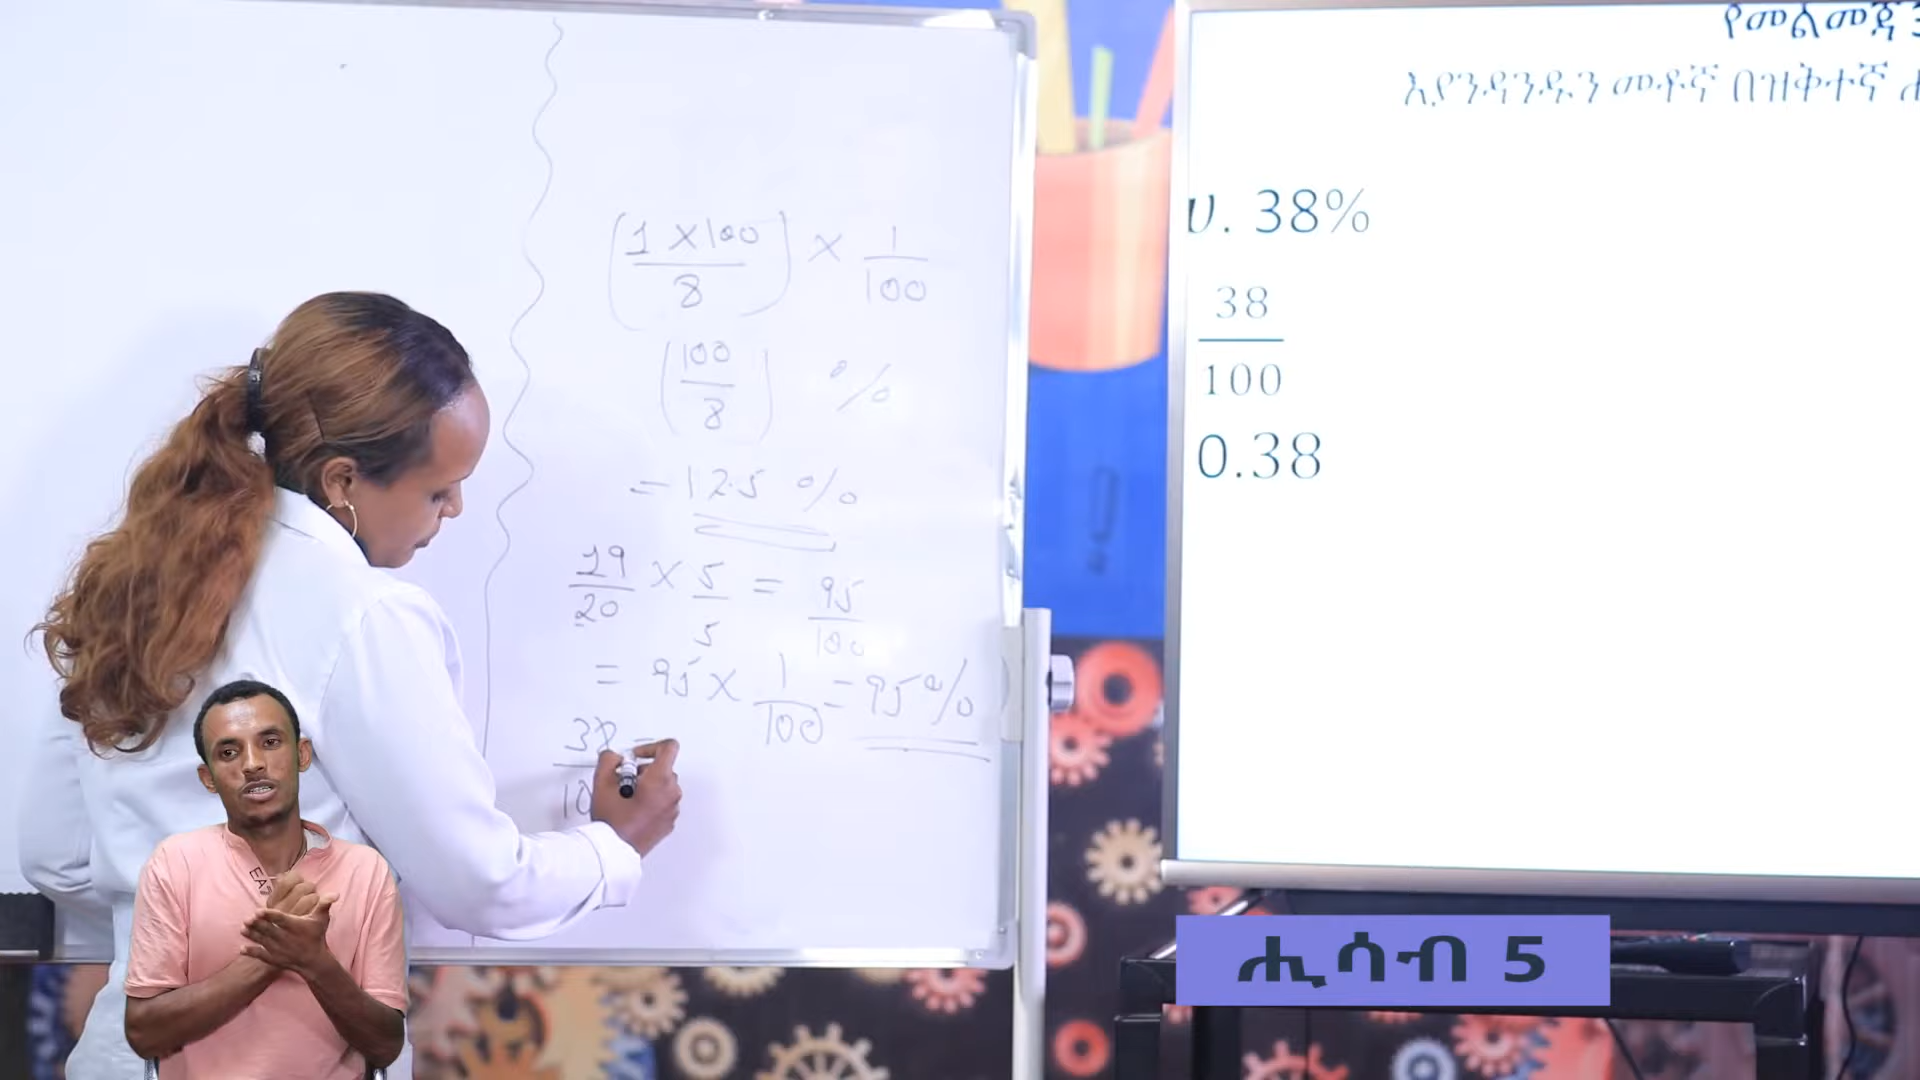 ( 1 × 100 / 8 ) × 1 / 100
( 100 / 8 ) %
= 12.5 %
19 / 20 × 5 / 5 = 95 / 100
= 95 × 1 / 100 = 95 %
38 =
የመልመጃ 3
እያንዳንዱን መቶኛ በዝቅተኛ
ሀ. 38%
38
100
0.38
ሒሳብ 5